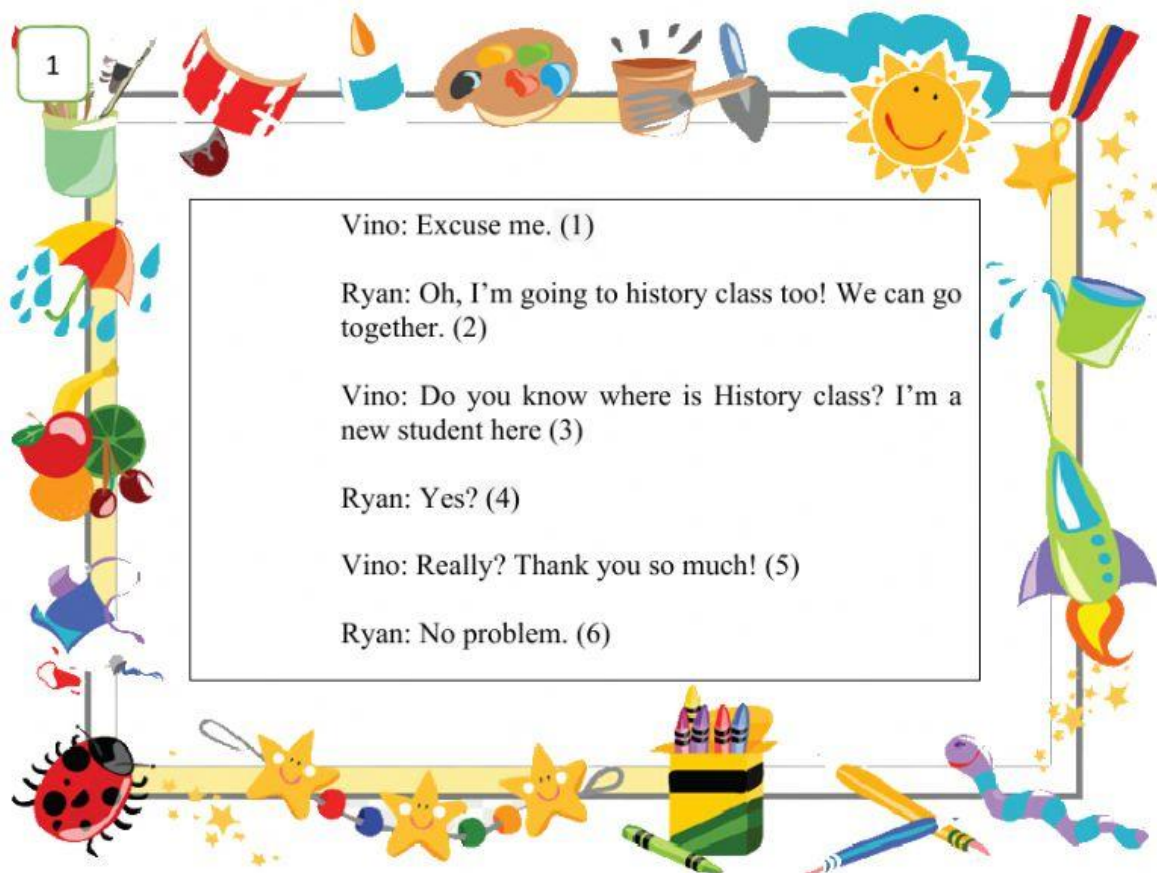 1
Vino: Excuse me. (1)
Ryan: Oh, I’m going to history class too! We can go
together. (2)
Vino: Do you know where is History class? I’m a
new student here (3)
Ryan: Yes? (4)
Vino: Really? Thank you so much! (5)
Ryan: No problem. (6)